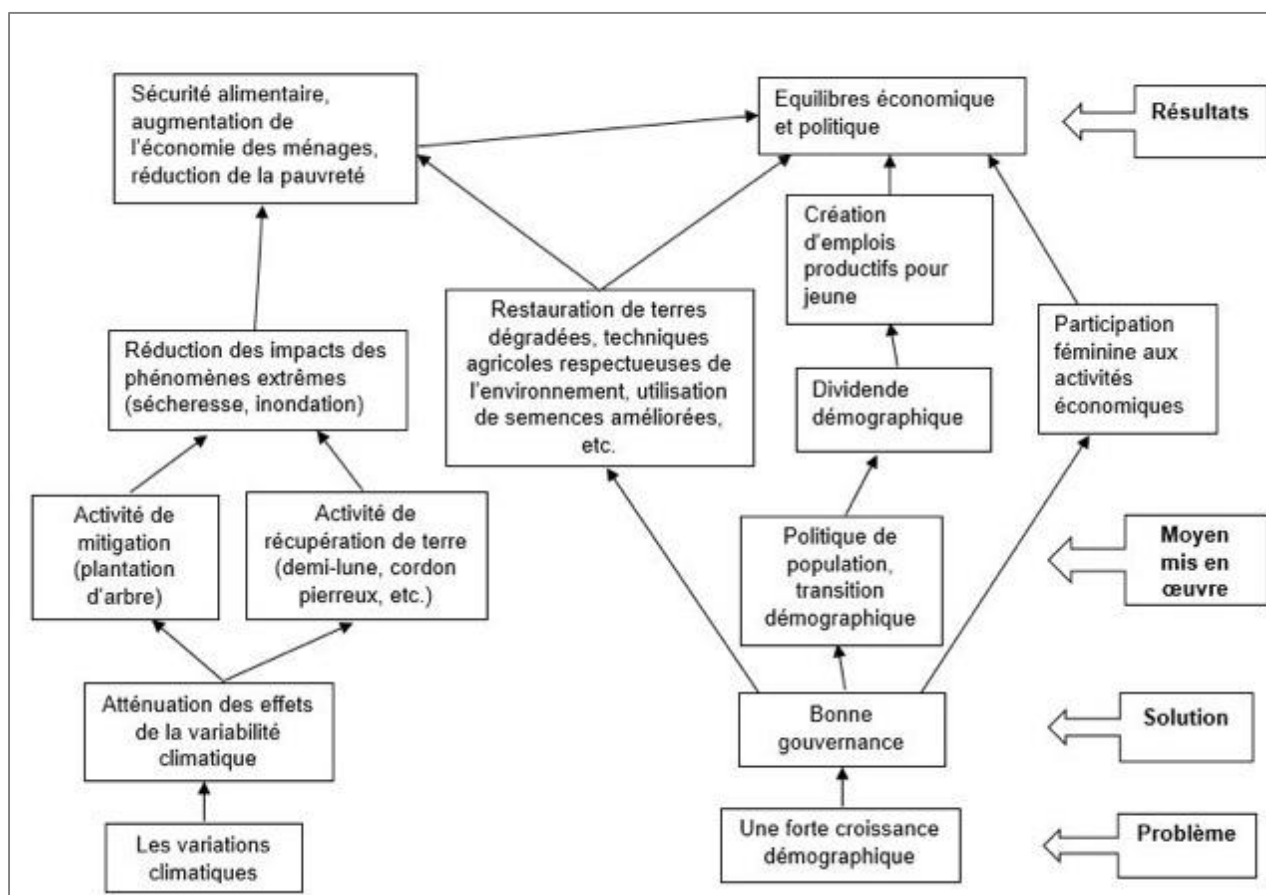 Sécurité alimentaire,
augmentation de
l'économie des ménages,
réduction de la pauvreté
Equilibres économique
et politique
Résultats
Création
d'emplois
productifs pour
jeune
Restauration de terres
dégradées, techniques
agricoles respectueuses de
l'environnement, utilisation
de semences améliorées,
etc.
Participation
féminine aux
activités
économiques
Réduction des impacts des
phénomènes extrêmes
(sécheresse, inondation)
Dividende
démographique
Activité de
mitigation
(plantation
d'arbre)
Activité de
récupération de terre
(demi-lune, cordon
pierreux, etc.)
Politique de
population,
transition
démographique
Moyen
mis en
œuvre
Atténuation des effets
de la variabilité
climatique
Bonne
gouvernance
Solution
Les variations
climatiques
Une forte croissance
démographique
Problème